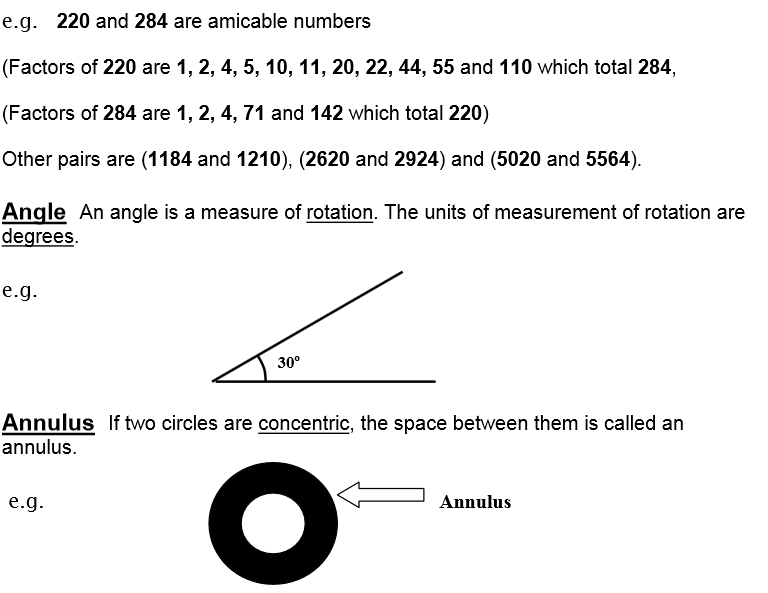 e.g. 220 and 284 are amicable numbers
(Factors of 220 are 1, 2, 4, 5, 10, 11, 20, 22, 44, 55 and 110 which total 284,
(Factors of 284 are 1, 2, 4, 71 and 142 which total 220)
Other pairs are (1184 and 1210), (2620 and 2924) and (5020 and 5564).
Angle An angle is a measure of rotation. The units of measurement of rotation are
degrees.
e.g.
30º
Annulus If two circles are concentric, the space between them is called an
annulus.
e.g.
Annulus